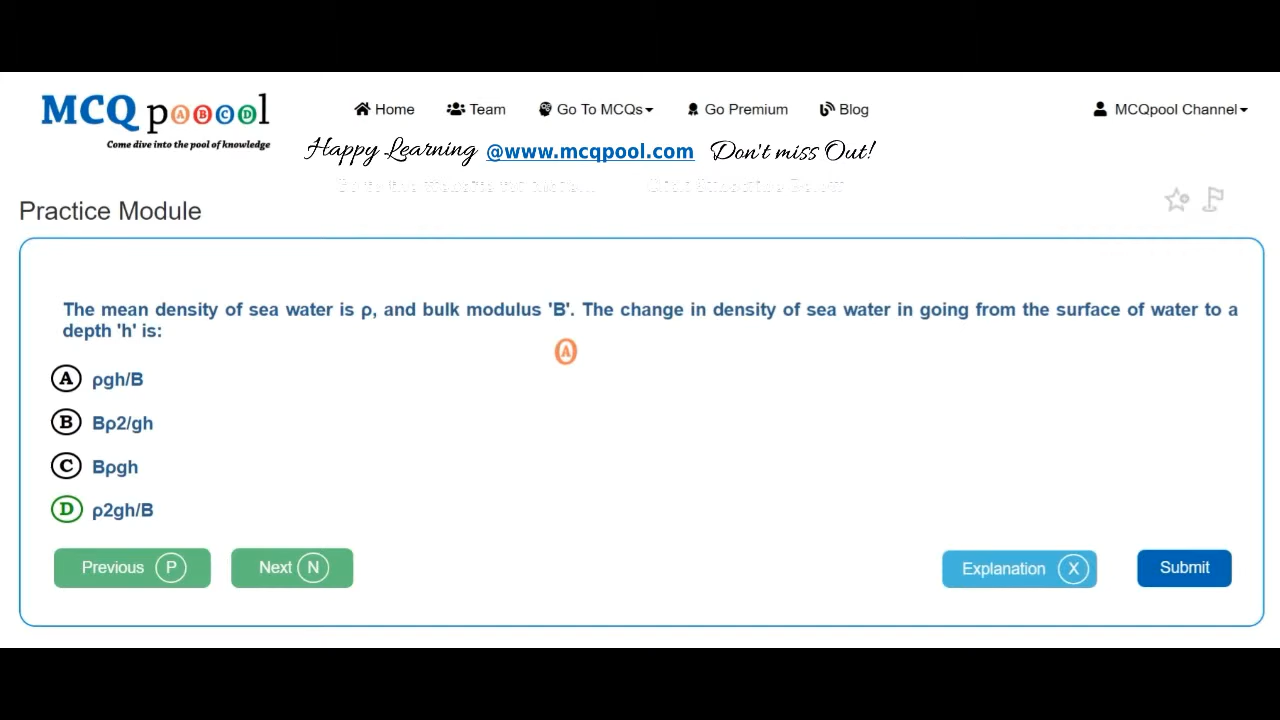 MCQ pABCDl
Come dive into the pool of knowledge
Home Team Go To MCQs Go Premium Blog MCQpool Channel
Happy Learning @www.mcqpool.com Don't miss Out!
Practice Module
The mean density of sea water is ρ, and bulk modulus 'B'. The change in density of sea water in going from the surface of water to a
depth 'h' is:
A
A ρgh/B
B Bρ2/gh
C Bρgh
D ρ2gh/B
Previous P Next N Explanation X Submit